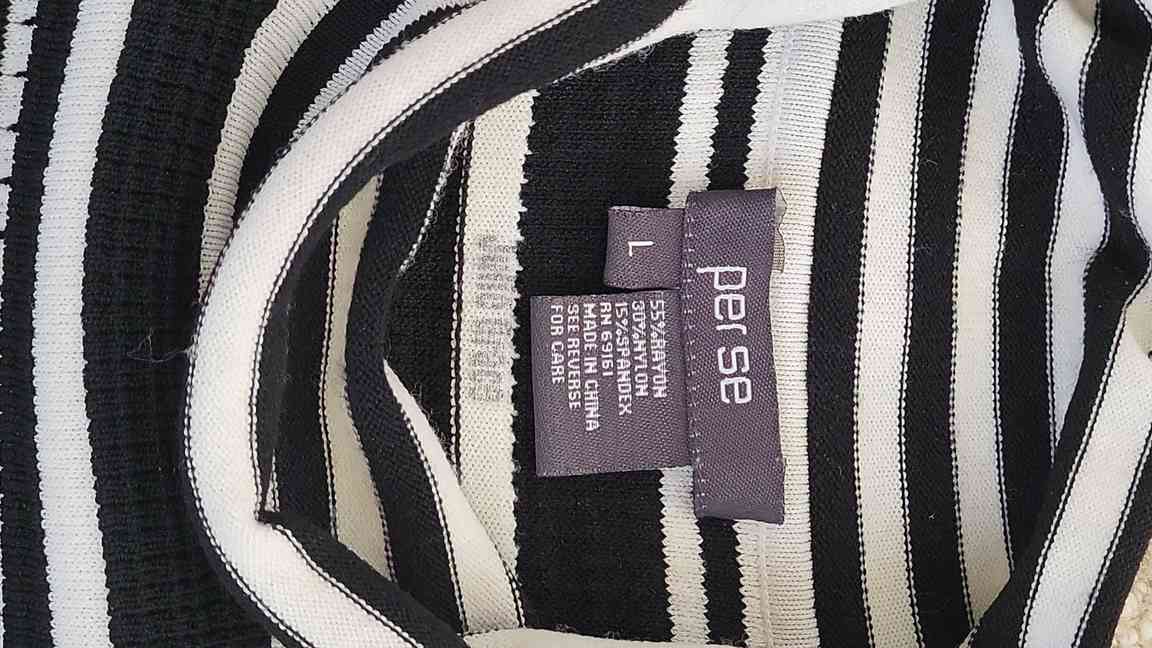 per se
L
55%RAYON
30%NYLON
15%SPANDEX
RN 69161
MADE IN CHINA
SEE REVERSE
FOR CARE